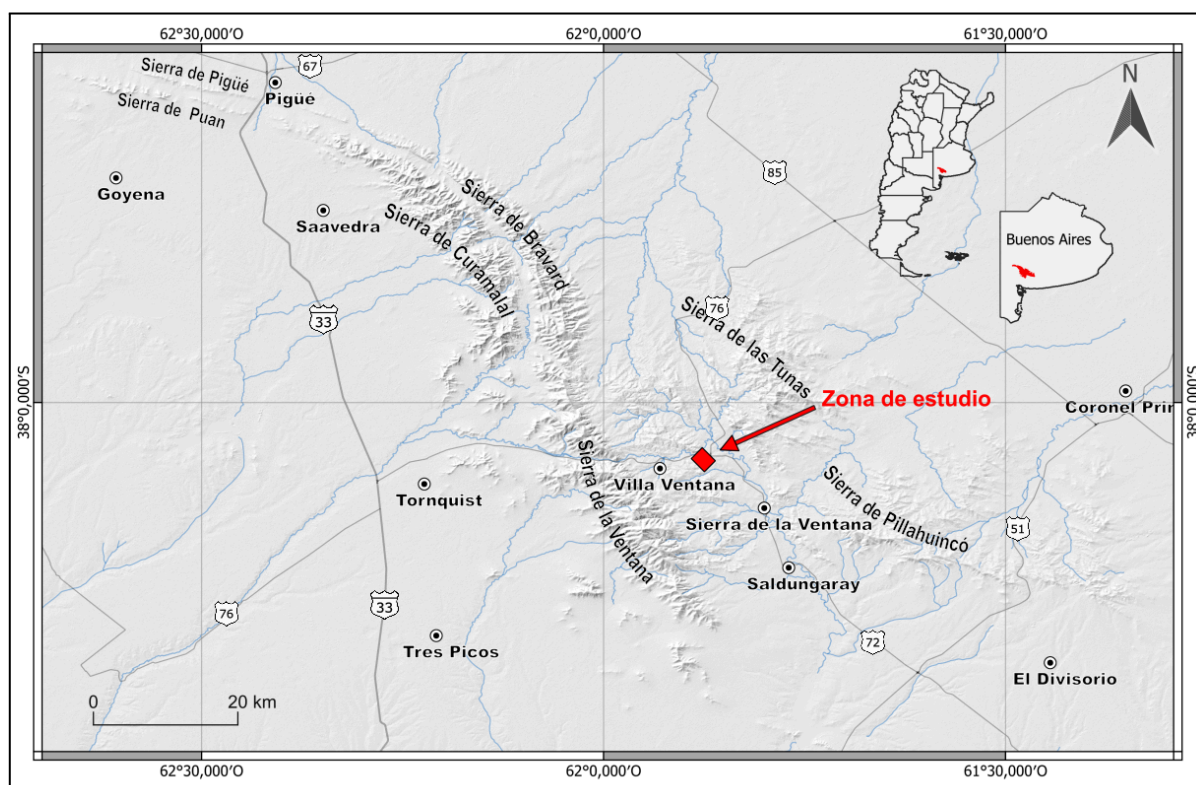 62°30,000'O 62°0,000'O 61°30,000'O
Sierra de Pigüé
67
N
Pigüé
Sierra de Puan
85
Goyena
Sierra de Bravard
Saavedra
Sierra de Curamalal
Buenos Aires
33
76
Sierra de las Tunas
38°0,000'S
Zona de estudio
38°0,000'S
Coronel Prin
Villa Ventana
Sierra de la Ventana
Tornquist
Sierra de la Ventana
Sierra de Pillahuincó
51
Saldungaray
33
76
Tres Picos
72
El Divisorio
0 20 km
62°30,000'O 62°0,000'O 61°30,000'O